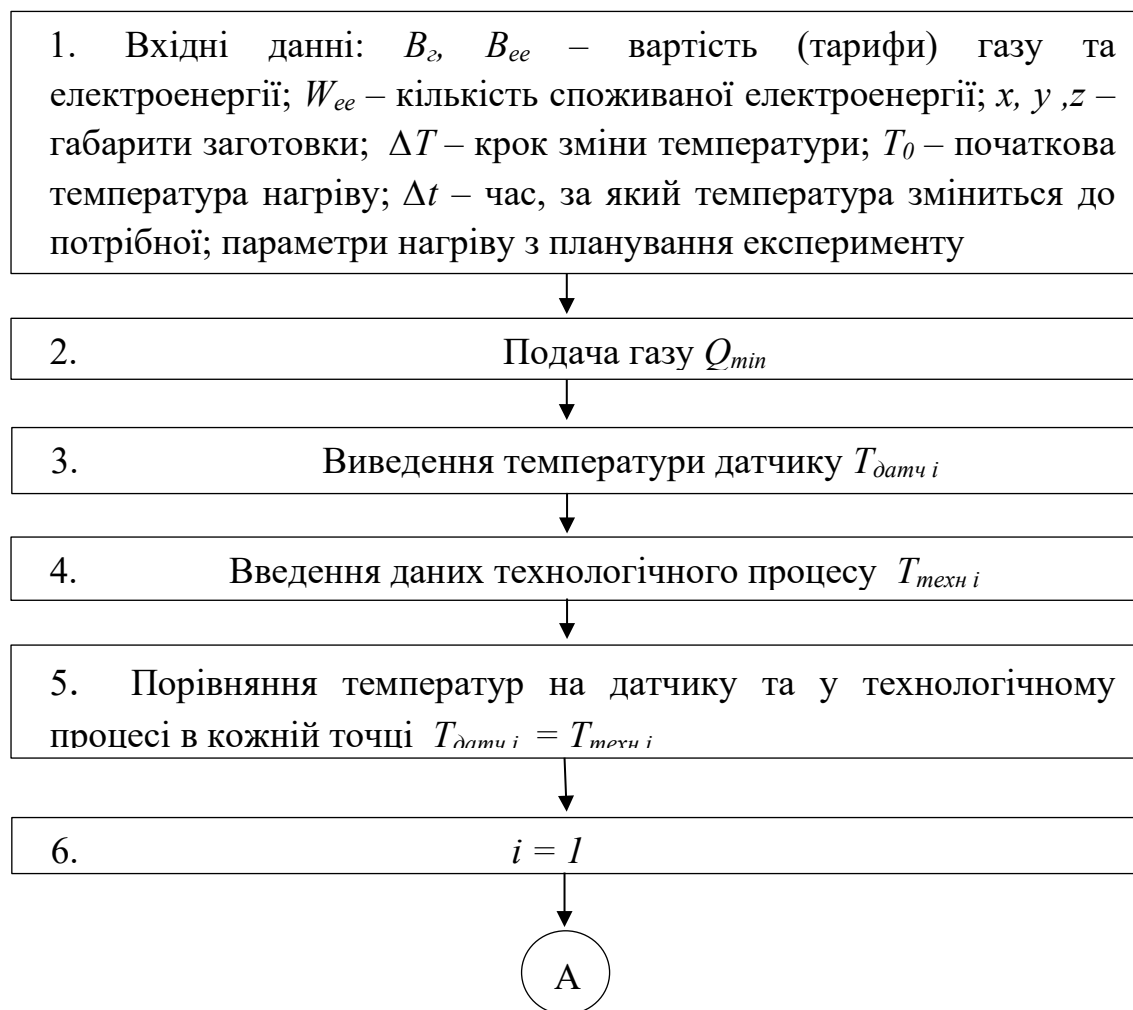 1. Вхідні данні: Вг, Вее – вартість (тарифи) газу та
електроенергії; Wее – кількість споживаної електроенергії; x, y ,z –
габарити заготовки; ΔT – крок зміни температури; T0 – початкова
температура нагріву; Δt – час, за який температура зміниться до
потрібної; параметри нагріву з планування експерименту
2. Подача газу Qmin
3. Виведення температури датчику Tдатч i
4. Введення даних технологічного процесу Tтехн i
5. Порівняння температур на датчику та у технологічному
процесі в кожній точці Tдатч i = Tтехн i
6. i = 1
А